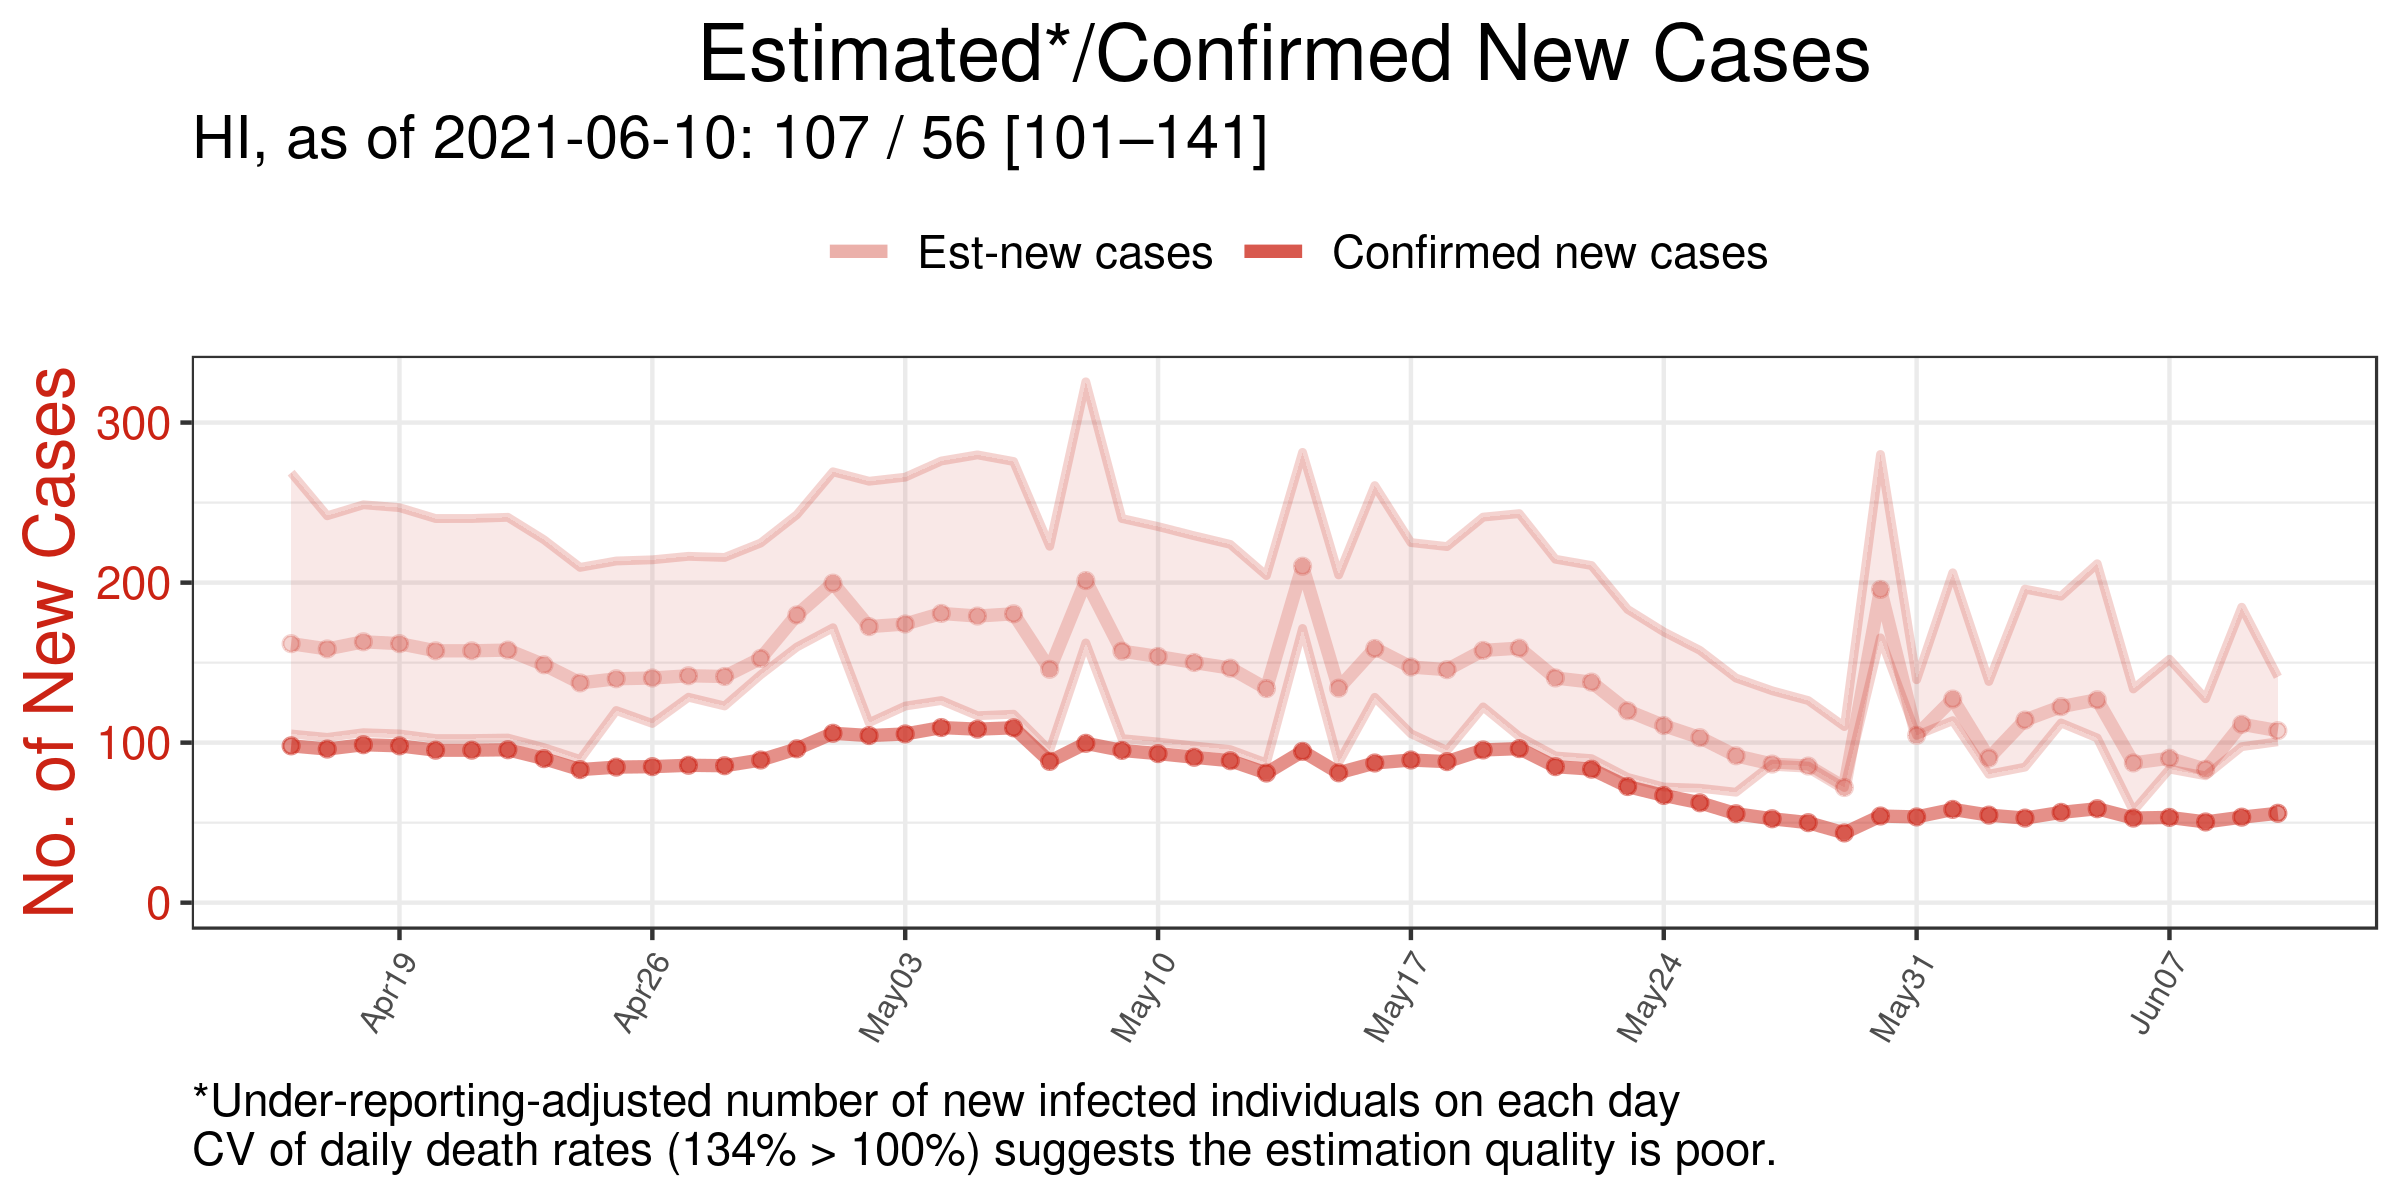 Estimated*/Confirmed New Cases
HI, as of 2021-06-10: 107 / 56 [101–141]
Est-new cases
Confirmed new cases
No. of New Cases
300
200
100
0
Apr19
Apr26
May03
May10
May17
May24
May31
Jun07
*Under-reporting-adjusted number of new infected individuals on each day
CV of daily death rates (134% > 100%) suggests the estimation quality is poor.